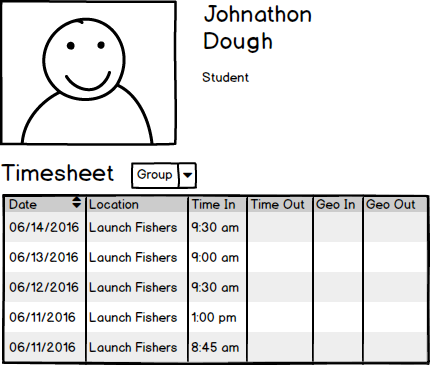 Johnathon
Dough
Student
Timesheet Group
Date Location Time In Time Out Geo In Geo Out
06/14/2016 Launch Fishers 9:30 am
06/13/2016 Launch Fishers 9:00 am
06/12/2016 Launch Fishers 9:30 am
06/11/2016 Launch Fishers 1:00 pm
06/11/2016 Launch Fishers 8:45 am